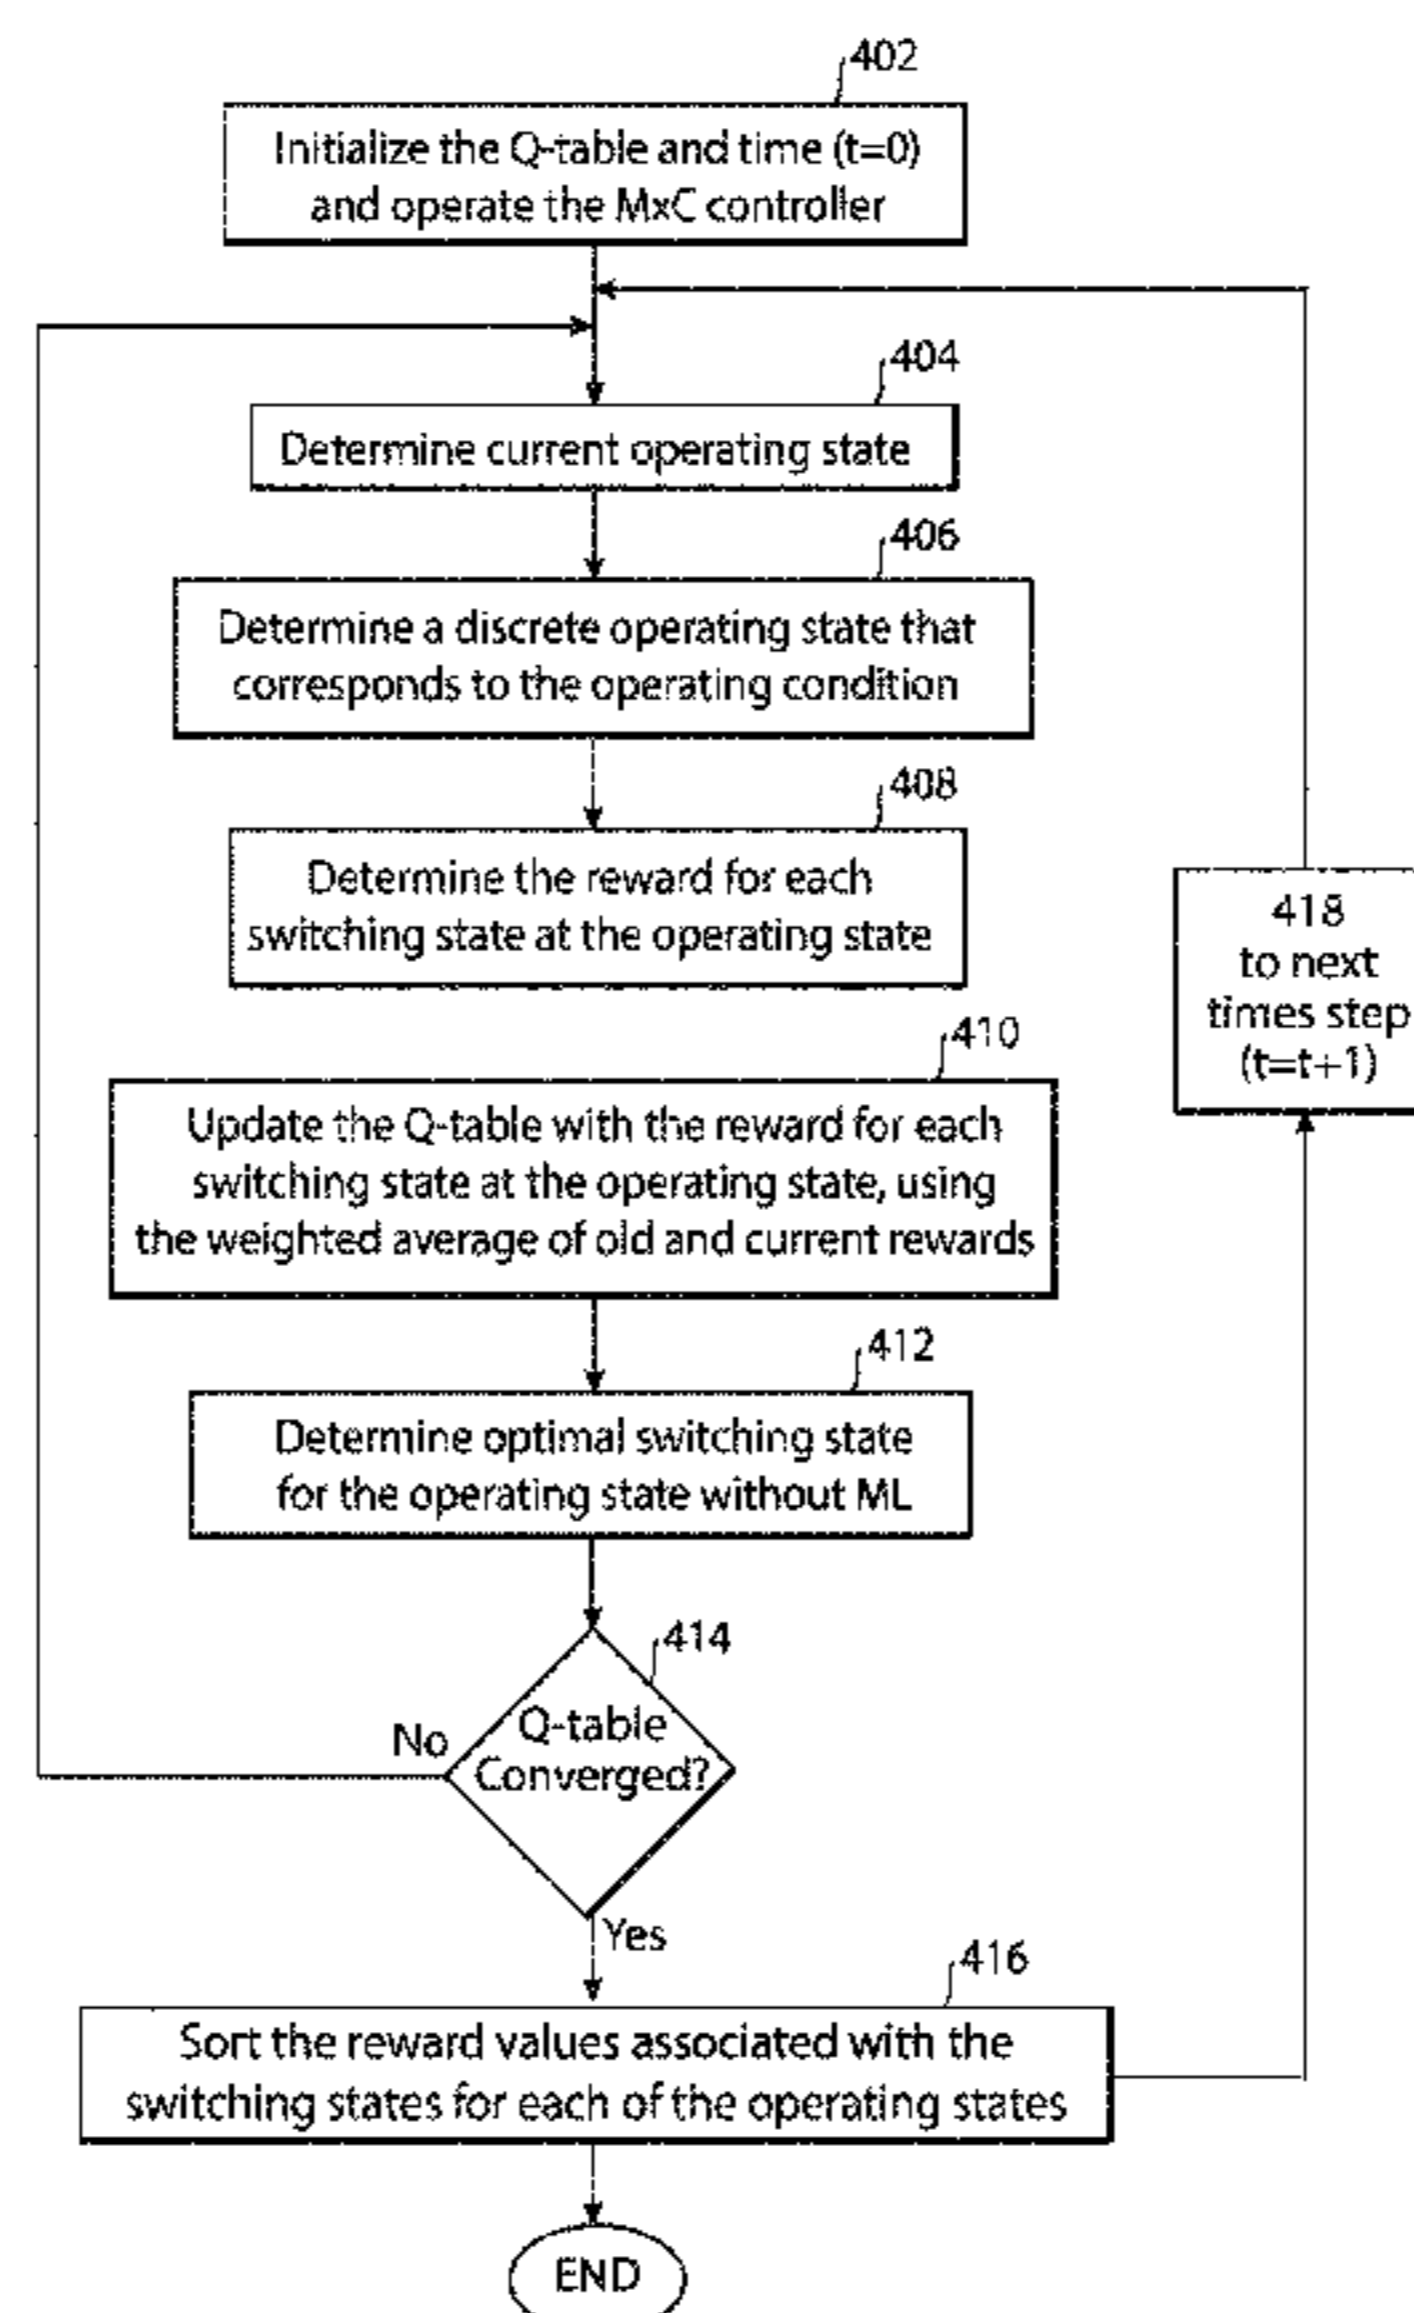 402
Initialize the Q-table and time (t=0)
and operate the MxC controller
404
Determine current operating state
406
Determine a discrete operating state that
corresponds to the operating condition
408
Determine the reward for each
switching state at the operating state
418
to next
times step
(t=t+1)
410
Update the Q-table with the reward for each
switching state at the operating state, using
the weighted average of old and current rewards
412
Determine optimal switching state
for the operating state without ML
414
No
Q-table
Converged?
Yes
416
Sort the reward values associated with the
switching states for each of the operating states
END